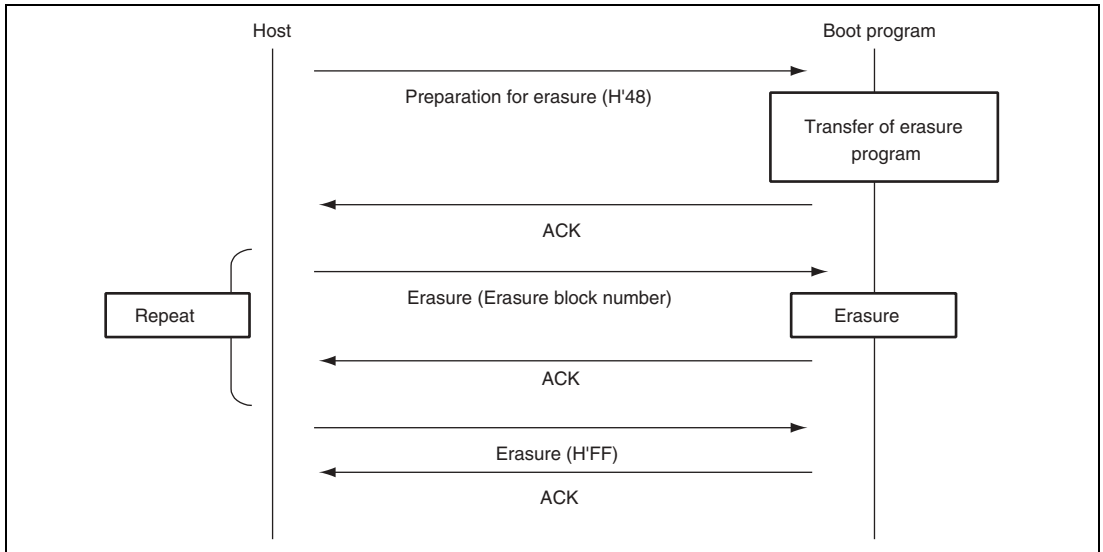 Host
Boot program
Preparation for erasure (H'48)
Transfer of erasure
program
ACK
Erasure (Erasure block number)
Repeat
Erasure
ACK
Erasure (H'FF)
ACK